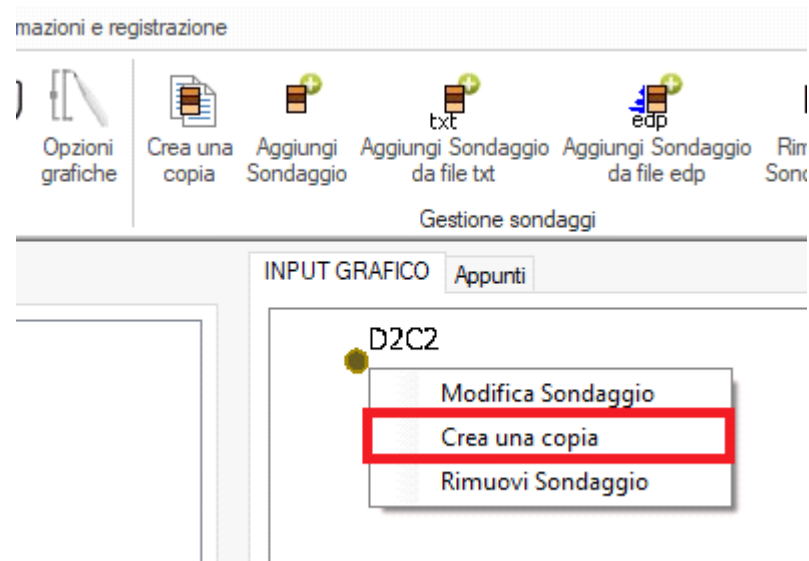 mazioni e registrazione
txt
edp
Opzioni grafiche
Crea una copia
Aggiungi Sondaggio
Aggiungi Sondaggio da file txt
Aggiungi Sondaggio da file edp
Gestione sondaggi
INPUT GRAFICO
Appunti
D2C2
Modifica Sondaggio
Crea una copia
Rimuovi Sondaggio